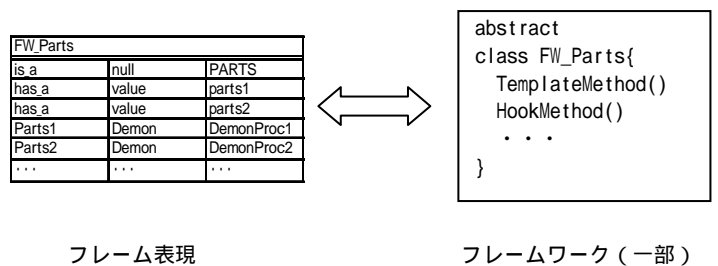 FW_Parts
is_a null PARTS
has_a value parts1
has_a value parts2
Parts1 Demon DemonProc1
Parts2 Demon DemonProc2
・・・ ・・・ ・・・
abstract
class FW_Parts{
TemplateMethod()
HookMethod()
・・・
}
フレーム表現
フレームワーク(一部)